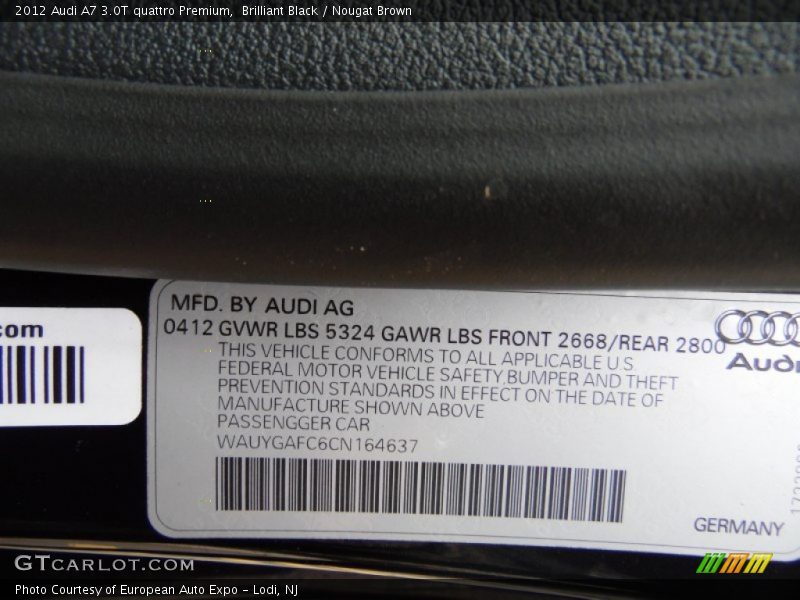 2012 Audi A7 3.0T quattro Premium, Brilliant Black / Nougat Brown
MFD. BY AUDI AG
0412 GVWR LBS 5324 GAWR LBS FRONT 2668/REAR 2800
THIS VEHICLE CONFORMS TO ALL APPLICABLE U.S
FEDERAL MOTOR VEHICLE SAFETY,BUMPER AND THEFT
PREVENTION STANDARDS IN EFFECT ON THE DATE OF
MANUFACTURE SHOWN ABOVE
PASSENGGER CAR
WAUYGAFC6CN164637
Audi
com
GERMANY
GTCARLOT.COM
Photo Courtesy of European Auto Expo - Lodi, NJ